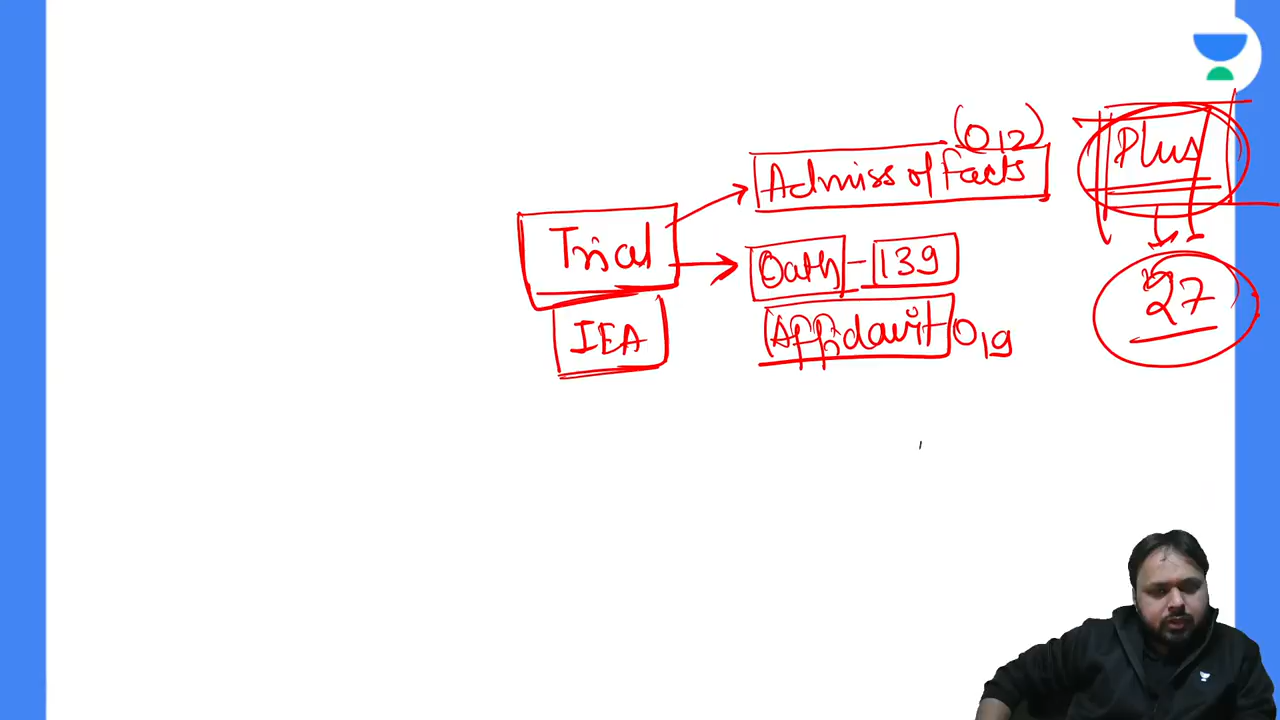 (O12)
Admiss of facts
Plus
Trial
Oath - 139
27
IEA
Affidavit O19